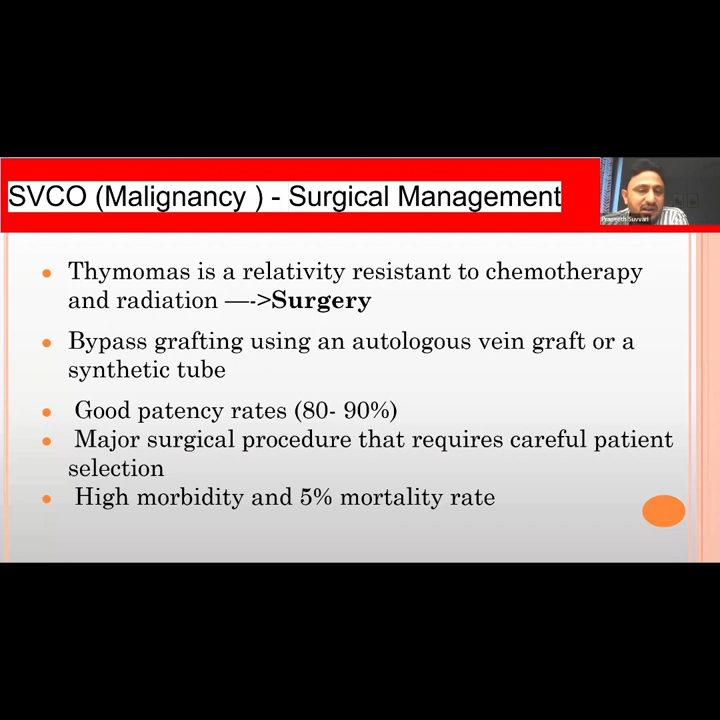 SVCO (Malignancy ) - Surgical Management
Praneeth Suvvari
Thymomas is a relativity resistant to chemotherapy
and radiation —->Surgery
Bypass grafting using an autologous vein graft or a
synthetic tube
Good patency rates (80- 90%)
Major surgical procedure that requires careful patient
selection
High morbidity and 5% mortality rate